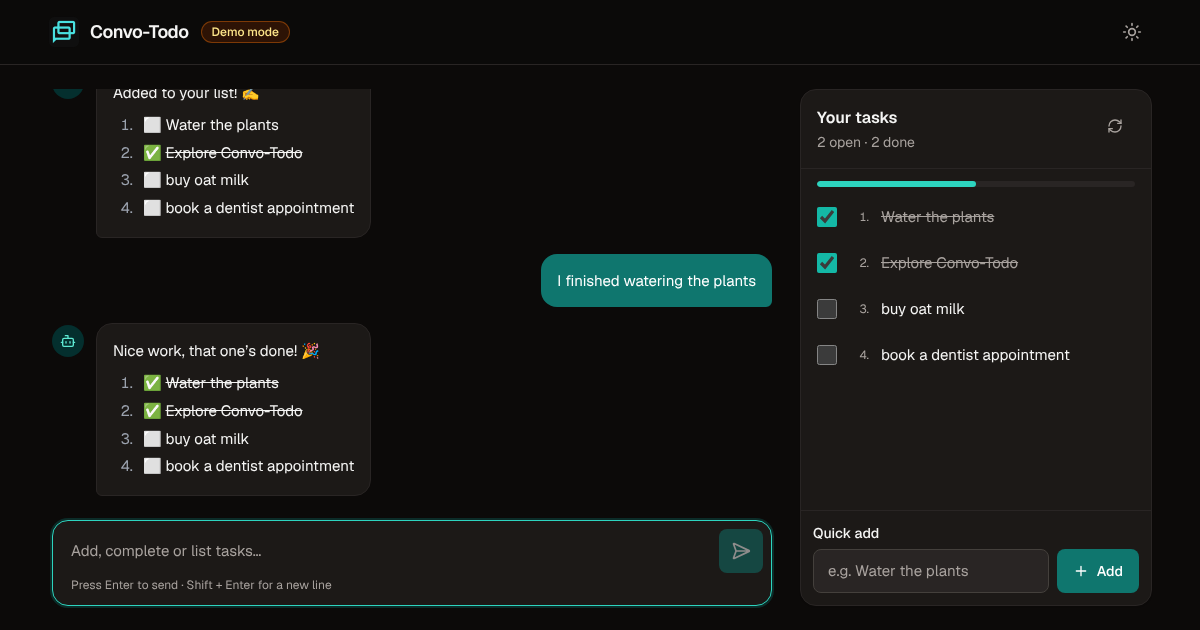 Convo-Todo Demo mode
Added to your list! ✍️
1. ⬜ Water the plants
2. ✅ Explore Convo-Todo
3. ⬜ buy oat milk
4. ⬜ book a dentist appointment
I finished watering the plants
Nice work, that one’s done! 🎉
1. ✅ Water the plants
2. ✅ Explore Convo-Todo
3. ⬜ buy oat milk
4. ⬜ book a dentist appointment
Add, complete or list tasks…
Press Enter to send · Shift + Enter for a new line
Your tasks
2 open · 2 done
1. Water the plants
2. Explore Convo-Todo
3. buy oat milk
4. book a dentist appointment
Quick add
e.g. Water the plants
+ Add